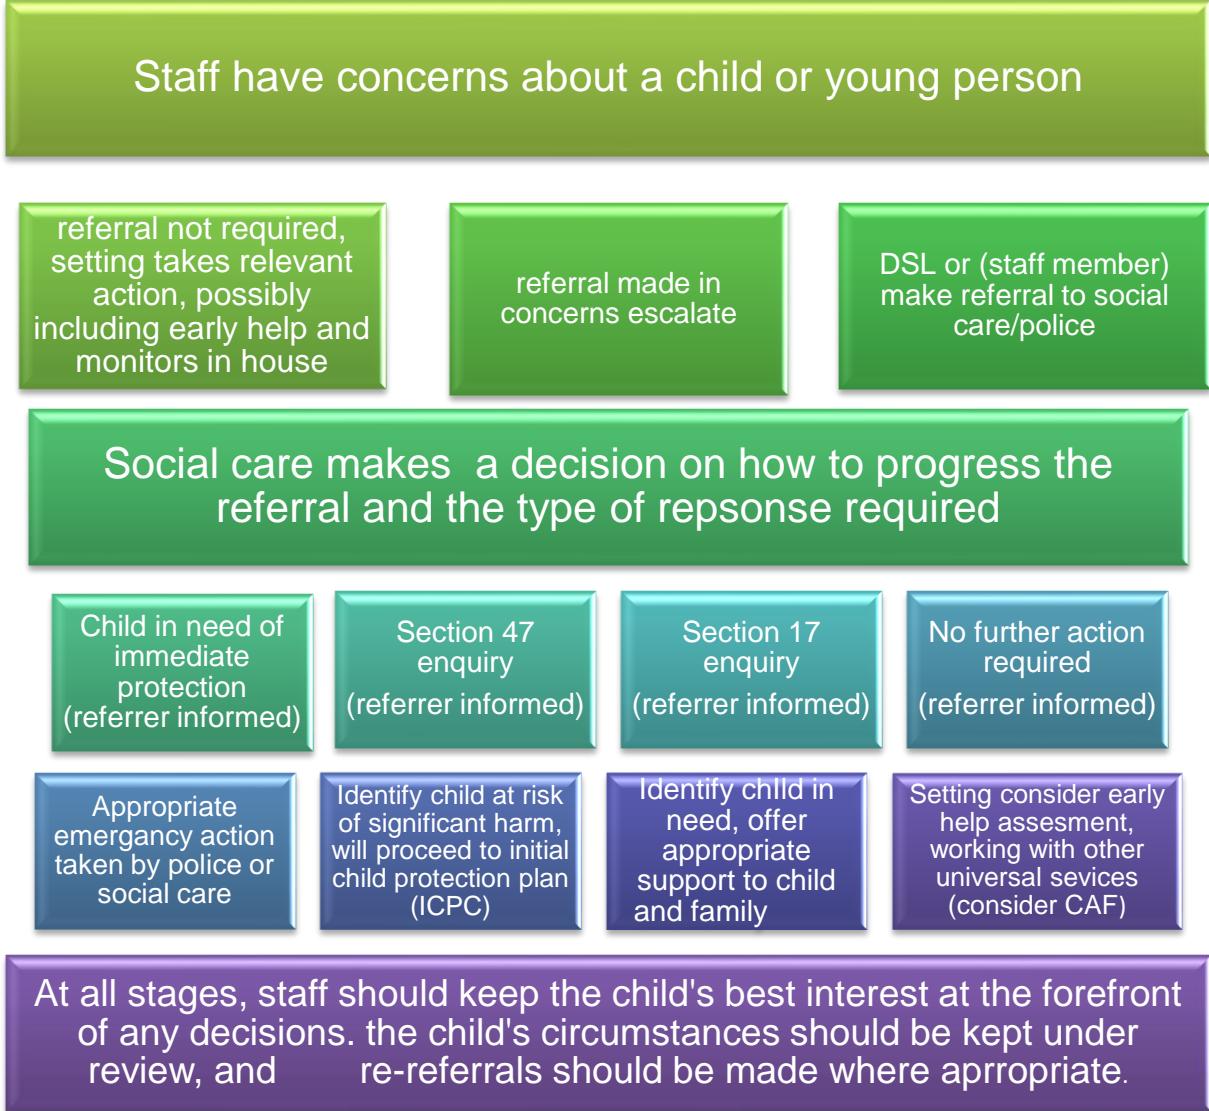 Staff have concerns about a child or young person
referral not required,
setting takes relevant
action, possibly
including early help and
monitors in house
referral made in
concerns escalate
DSL or (staff member)
make referral to social
care/police
Social care makes  a decision on how to progress the
referral and the type of repsonse required
Child in need of
immediate
protection
(referrer informed)
Section 47
enquiry
(referrer informed)
Section 17
enquiry
(referrer informed)
No further action
required
(referrer informed)
Appropriate
emergancy action
taken by police or
social care
Identify child at risk
of significant harm,
will proceed to initial
child protection plan
(ICPC)
Identify chIld in
need, offer
appropriate
support to child
and family
Setting consider early
help assesment,
working with other
universal sevices
(consider CAF)
At all stages, staff should keep the child's best interest at the forefront
of any decisions. the child's circumstances should be kept under
review, and        re-referrals should be made where aprropriate.